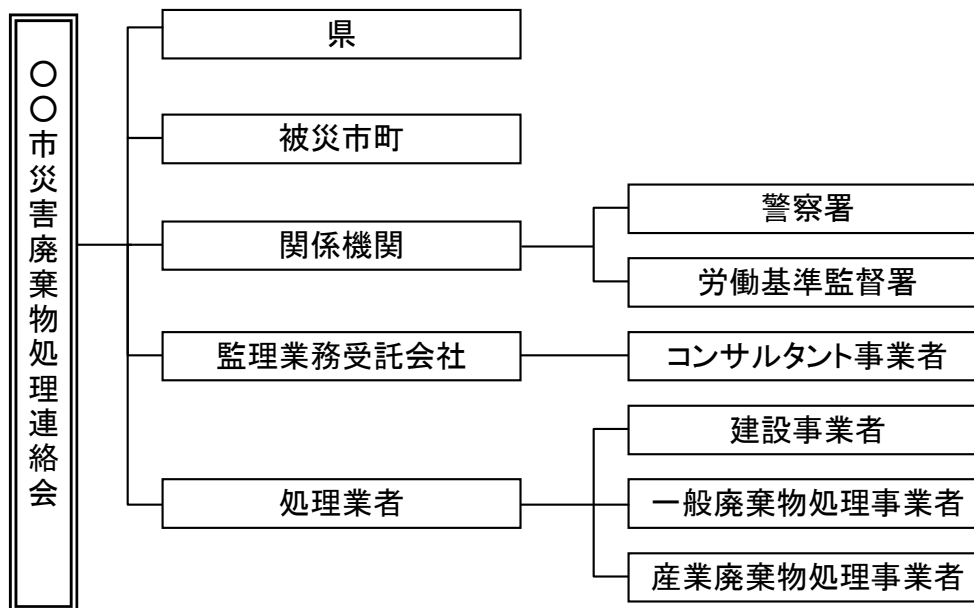 〇〇市災害廃棄物処理連絡会
県
被災市町
関係機関
警察署
労働基準監督署
監理業務受託会社
コンサルタント事業者
処理業者
建設事業者
一般廃棄物処理事業者
産業廃棄物処理事業者